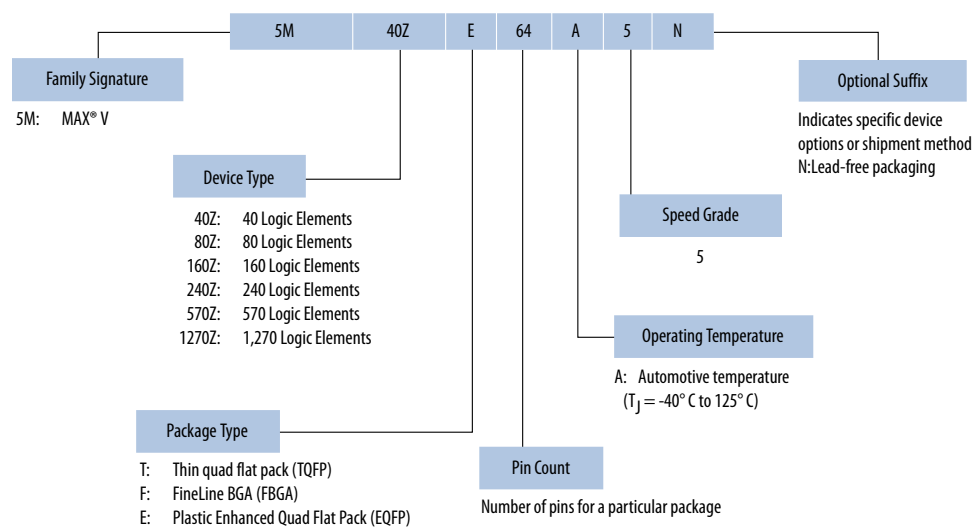 5M 40Z E 64 A 5 N
Family Signature
5M: MAX® V
Optional Suffix
Indicates specific device
options or shipment method
N:Lead-free packaging
Device Type
40Z: 40 Logic Elements
80Z: 80 Logic Elements
160Z: 160 Logic Elements
240Z: 240 Logic Elements
570Z: 570 Logic Elements
1270Z: 1,270 Logic Elements
Speed Grade
5
Operating Temperature
A: Automotive temperature
(TJ = -40° C to 125° C)
Package Type
T: Thin quad flat pack (TQFP)
F: FineLine BGA (FBGA)
E: Plastic Enhanced Quad Flat Pack (EQFP)
Pin Count
Number of pins for a particular package